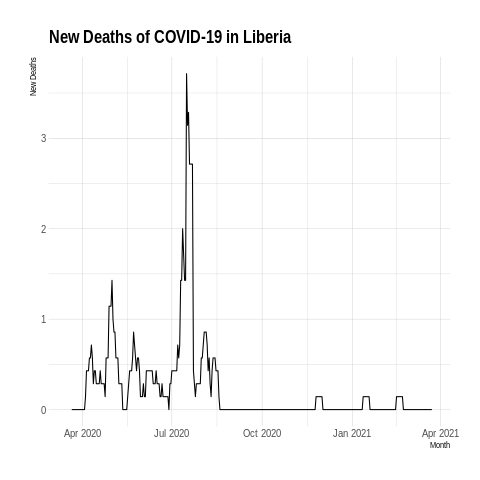 New Deaths of COVID-19 in Liberia
New Deaths
3
2
1
0
Apr 2020 Jul 2020 Oct 2020 Jan 2021 Apr 2021
Month